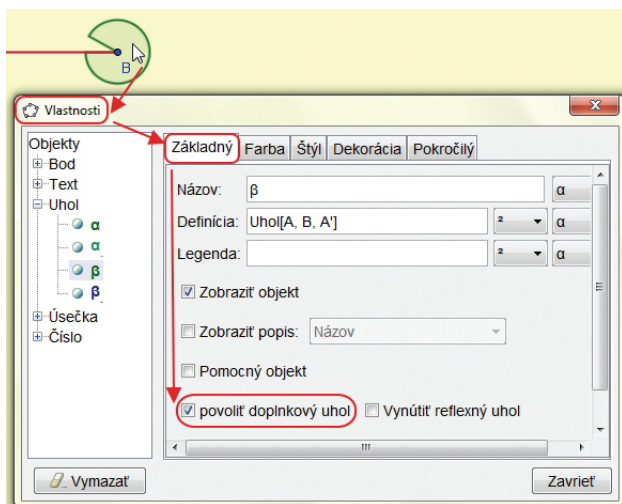 B
Vlastnosti
x
Objekty
Bod
Text
Uhol
α
α
β
β
Úsečka
Číslo
Základný Farba Štýl Dekorácia Pokročilý
Názov: β α
Definícia: Uhol[A, B, A'] ² α
Legenda: ² α
Zobraziť objekt
Zobraziť popis: Názov
Pomocný objekt
povoliť doplnkový uhol Vynútiť reflexný uhol
Vymazať Zavrieť